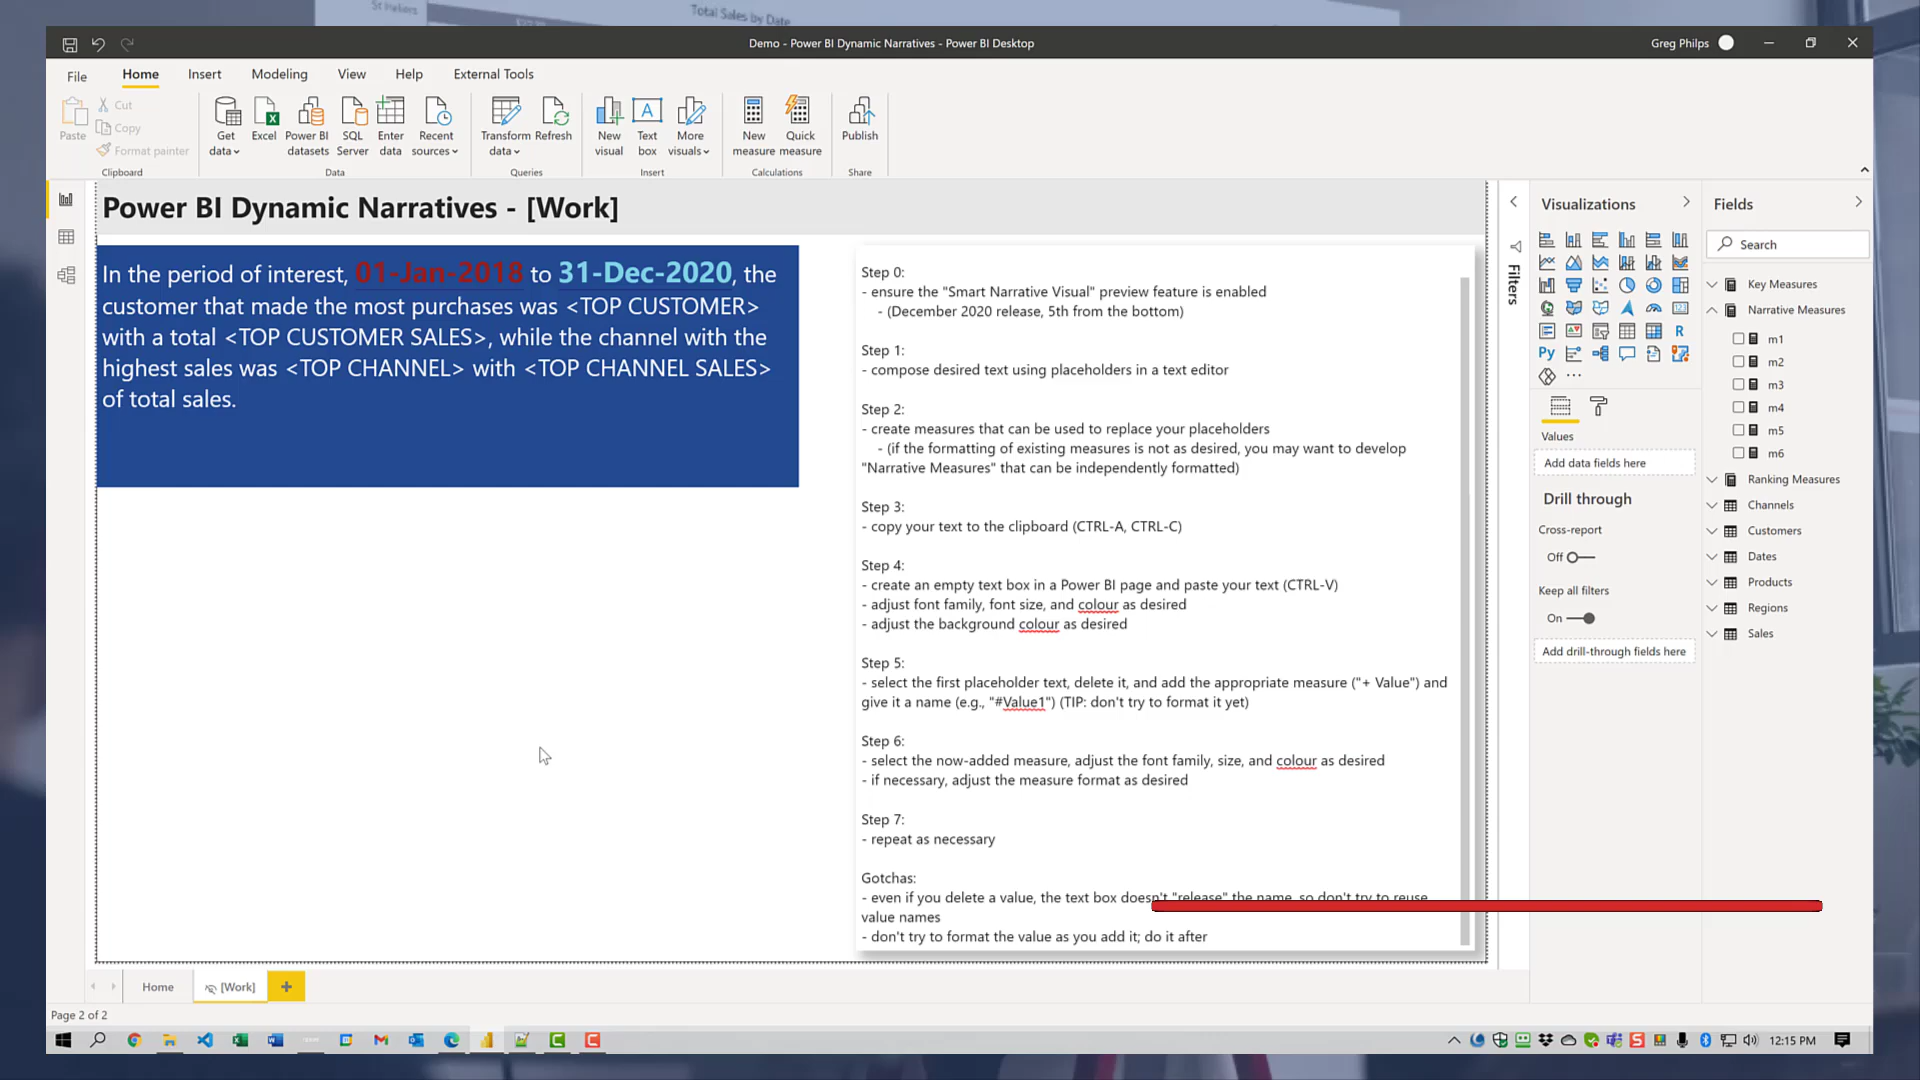 St Heliers
Total Sales by Date
Demo - Power BI Dynamic Narratives - Power BI Desktop
Greg Philps
File
Home
Insert
Modeling
View
Help
External Tools
Paste
Cut
Copy
Format painter
Clipboard
Get data
Excel
Power BI datasets
SQL Server
Enter data
Recent sources
Data
Transform data
Refresh
Queries
New visual
Text box
More visuals
Insert
New measure
Quick measure
Calculations
Publish
Share
Power BI Dynamic Narratives - [Work]
In the period of interest, 01-Jan-2018 to 31-Dec-2020, the
customer that made the most purchases was <TOP CUSTOMER>
with a total <TOP CUSTOMER SALES>, while the channel with the
highest sales was <TOP CHANNEL> with <TOP CHANNEL SALES>
of total sales.
Step 0:
- ensure the "Smart Narrative Visual" preview feature is enabled
- (December 2020 release, 5th from the bottom)
Step 1:
- compose desired text using placeholders in a text editor
Step 2:
- create measures that can be used to replace your placeholders
- (if the formatting of existing measures is not as desired, you may want to develop
"Narrative Measures" that can be independently formatted)
Step 3:
- copy your text to the clipboard (CTRL-A, CTRL-C)
Step 4:
- create an empty text box in a Power BI page and paste your text (CTRL-V)
- adjust font family, font size, and colour as desired
- adjust the background colour as desired
Step 5:
- select the first placeholder text, delete it, and add the appropriate measure ("+ Value") and
give it a name (e.g., "#Value1") (TIP: don't try to format it yet)
Step 6:
- select the now-added measure, adjust the font family, size, and colour as desired
- if necessary, adjust the measure format as desired
Step 7:
- repeat as necessary
Gotchas:
- even if you delete a value, the text box doesn't "release" the name, so don't try to reuse
value names
- don't try to format the value as you add it; do it after
Filters
Visualizations
R
Py
Values
Add data fields here
Drill through
Cross-report
Off
Keep all filters
On
Add drill-through fields here
Fields
Search
Key Measures
Narrative Measures
m1
m2
m3
m4
m5
m6
Ranking Measures
Channels
Customers
Dates
Products
Regions
Sales
Home
[Work]
Page 2 of 2
12:15 PM